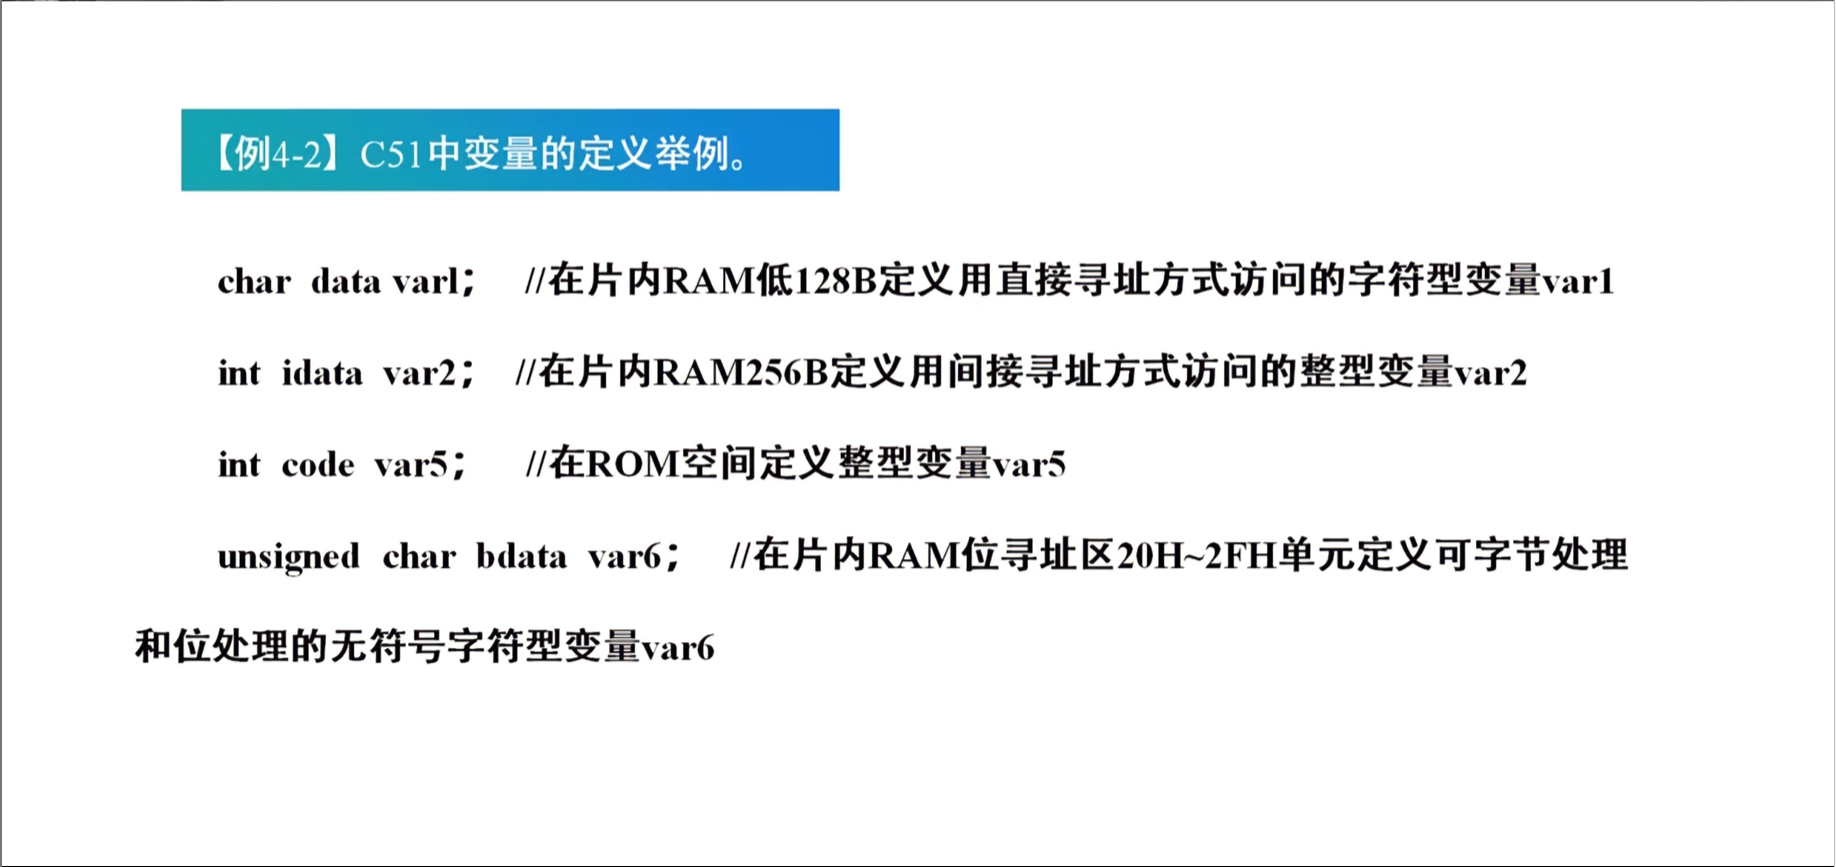 【例4-2】C51中变量的定义举例。
char data varl； //在片内RAM低128B定义用直接寻址方式访问的字符型变量var1
int idata var2； //在片内RAM256B定义用间接寻址方式访问的整型变量var2
int code var5； //在ROM空间定义整型变量var5
unsigned char bdata var6； //在片内RAM位寻址区20H~2FH单元定义可字节处理
和位处理的无符号字符型变量var6